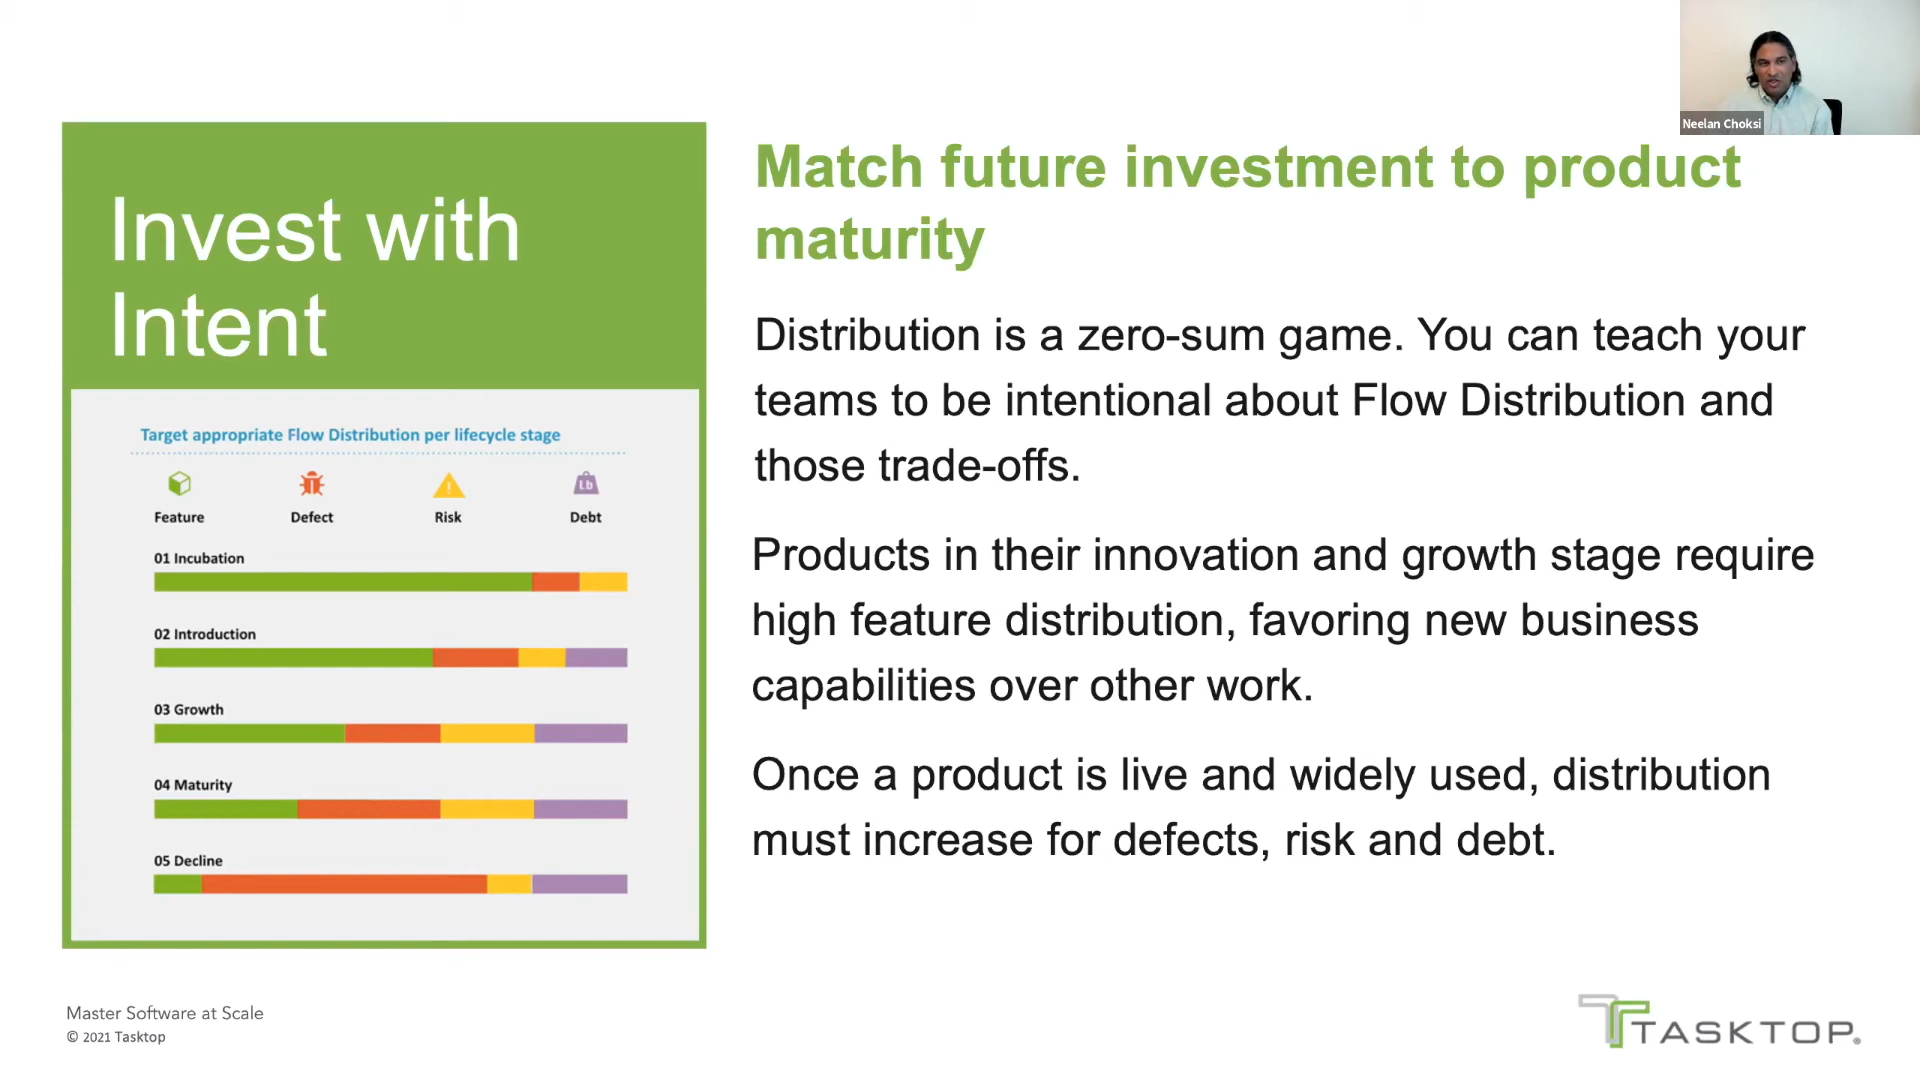 Neelan Choksi
Invest with
Intent
Target appropriate Flow Distribution per lifecycle stage
Lb
Feature
Defect
Risk
Debt
01 Incubation
02 Introduction
03 Growth
04 Maturity
05 Decline
Match future investment to product
maturity
Distribution is a zero-sum game. You can teach your
teams to be intentional about Flow Distribution and
those trade-offs.
Products in their innovation and growth stage require
high feature distribution, favoring new business
capabilities over other work.
Once a product is live and widely used, distribution
must increase for defects, risk and debt.
Master Software at Scale
© 2021 Tasktop
TASKTOP®